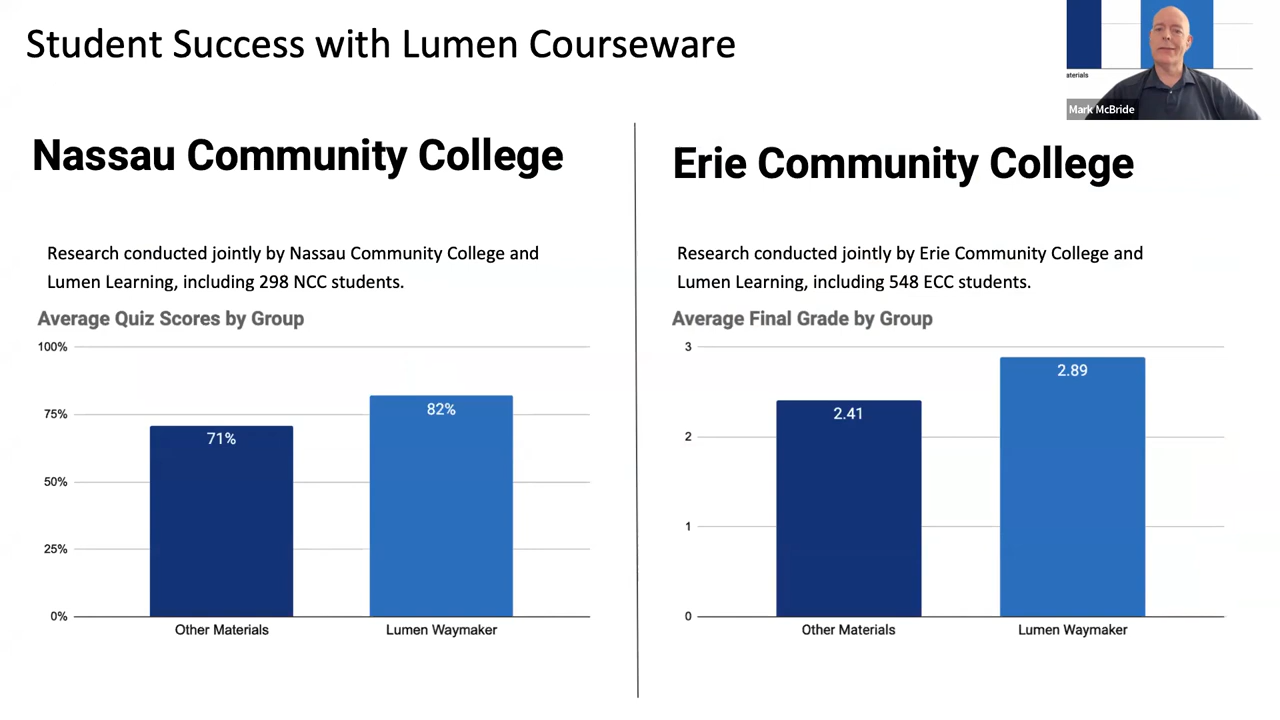 Student Success with Lumen Courseware
aterials
Mark McBride
Nassau Community College
Research conducted jointly by Nassau Community College and
Lumen Learning, including 298 NCC students.
Average Quiz Scores by Group
100%
75%
50%
25%
0%
71%
82%
Other Materials
Lumen Waymaker
Erie Community College
Research conducted jointly by Erie Community College and
Lumen Learning, including 548 ECC students.
Average Final Grade by Group
3
2
1
0
2.41
2.89
Other Materials
Lumen Waymaker